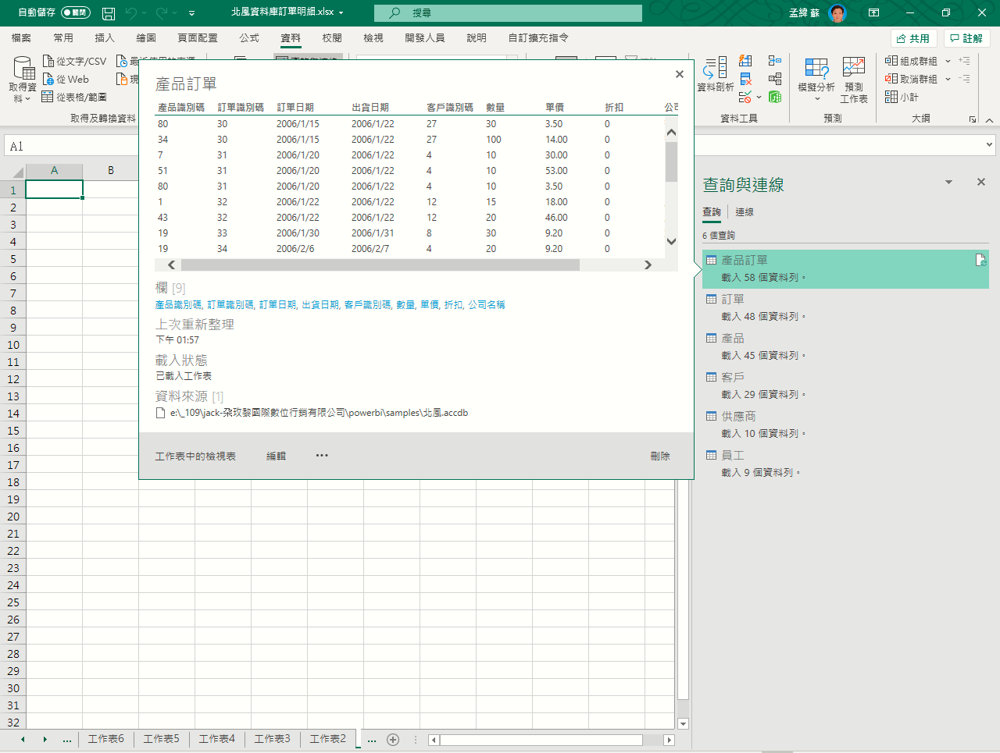 自動儲存 關閉 北風資料庫訂單明細.xlsx 搜尋 孟緯 蘇
檔案 常用 插入 繪圖 頁面配置 公式 資料 校閱 檢視 開發人員 說明 自訂擴充指令 共用 註解
取得資料
從文字/CSV
從 Web
從表格/範圍
取得及轉換資料
資料剖析
資料工具
模擬分析
預測
工作表
預測
組成群組
取消群組
小計
大綱
A1
A B
產品訂單
產品識別碼 訂單識別碼 訂單日期 出貨日期 客戶識別碼 數量 單價 折扣 公司
80 30 2006/1/15 2006/1/22 27 30 3.50 0
34 30 2006/1/15 2006/1/22 27 100 14.00 0
7 31 2006/1/20 2006/1/22 4 10 30.00 0
51 31 2006/1/20 2006/1/22 4 10 53.00 0
80 31 2006/1/20 2006/1/22 4 10 3.50 0
1 32 2006/1/22 2006/1/22 12 15 18.00 0
43 32 2006/1/22 2006/1/22 12 20 46.00 0
19 33 2006/1/30 2006/1/31 8 30 9.20 0
19 34 2006/2/6 2006/2/7 4 20 9.20 0
欄 [9]
產品識別碼, 訂單識別碼, 訂單日期, 出貨日期, 客戶識別碼, 數量, 單價, 折扣, 公司名稱
上次重新整理
下午 01:57
載入狀態
已載入工作表
資料來源 [1]
e:\_109\jack-朶玫黎國際數位行銷有限公司\powerbi\samples\北風.accdb
工作表中的檢視表 編輯 ••• 刪除
查詢與連線
查詢 連線
6 個查詢
產品訂單
載入 58 個資料列。
訂單
載入 48 個資料列。
產品
載入 45 個資料列。
客戶
載入 29 個資料列。
供應商
載入 10 個資料列。
員工
載入 9 個資料列。
1
2
3
4
5
6
7
8
9
10
11
12
13
14
15
16
17
18
19
20
21
22
23
24
25
26
27
28
29
30
31
32
... 工作表6 工作表5 工作表4 工作表3 工作表2 ...